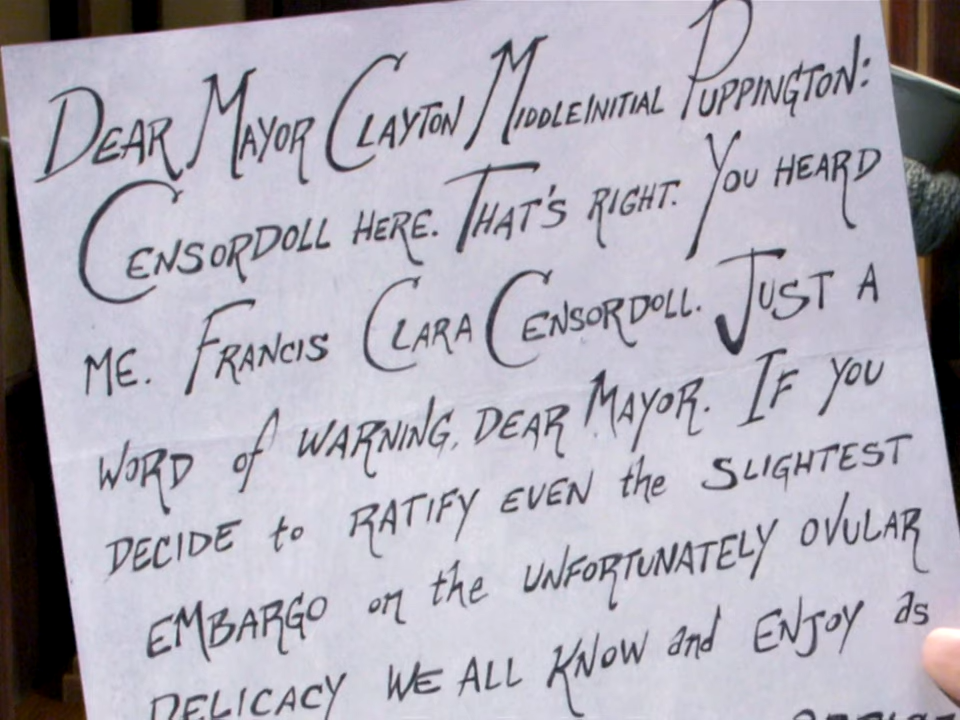 DEAR MAYOR CLAYTON MIDDLEINITIAL PUPPINGTON:
CENSORDOLL HERE. THAT'S RIGHT. YOU HEARD
ME. FRANCIS CLARA CENSORDOLL. JUST A
WORD of WARNING, DEAR MAYOR. IF YOU
DECIDE to RATIFY EVEN the SLIGHTEST
EMBARGO on the UNFORTUNATELY OVULAR
DELICACY WE ALL KNOW and ENJOY as